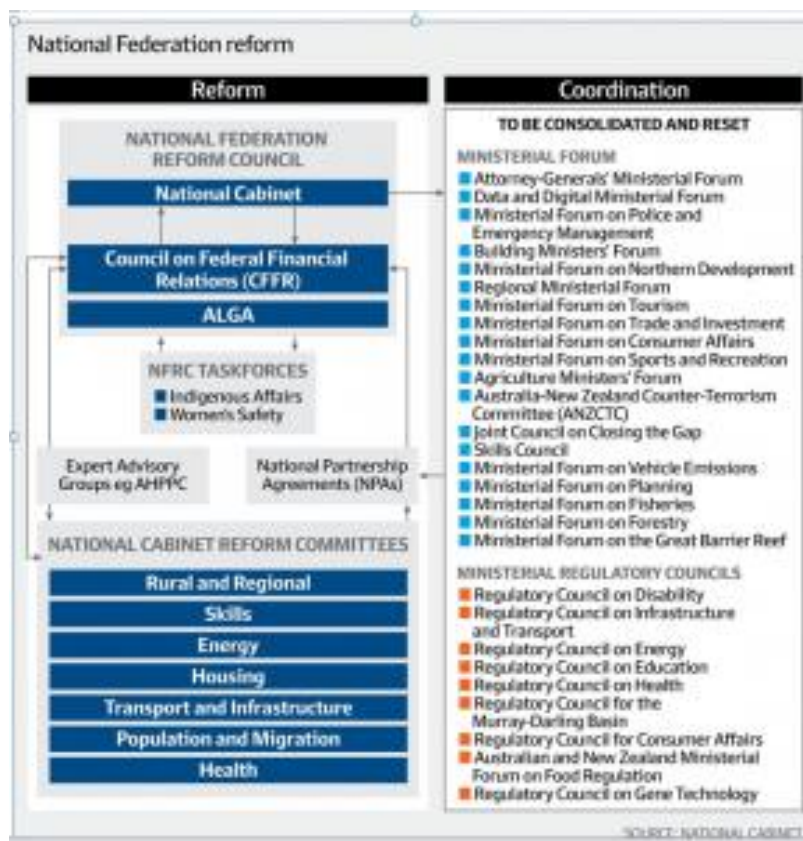 National Federation reform
Reform
NATIONAL FEDERATION
REFORM COUNCIL
National Cabinet
Council on Federal Financial
Relations (CFFR)
ALGA
NFRC TASKFORCES
Indigenous Affairs
Women's Safety
Expert Advisory
Groups eg AHPPC
National Partnership
Agreements (NPAs)
NATIONAL CABINET REFORM COMMITTEES
Rural and Regional
Skills
Energy
Housing
Transport and Infrastructure
Population and Migration
Health
Coordination
TO BE CONSOLIDATED AND RESET
MINISTERIAL FORUM
Attorney-Generals' Ministerial Forum
Data and Digital Ministerial Forum
Ministerial Forum on Police and
Emergency Management
Building Ministers' Forum
Ministerial Forum on Northern Development
Regional Ministerial Forum
Ministerial Forum on Tourism
Ministerial Forum on Trade and Investment
Ministerial Forum on Consumer Affairs
Ministerial Forum on Sports and Recreation
Agriculture Ministers' Forum
Australia-New Zealand Counter-Terrorism
Committee (ANZCTC)
Joint Council on Closing the Gap
Skills Council
Ministerial Forum on Vehicle Emissions
Ministerial Forum on Planning
Ministerial Forum on Fisheries
Ministerial Forum on Forestry
Ministerial Forum on the Great Barrier Reef
MINISTERIAL REGULATORY COUNCILS
Regulatory Council on Disability
Regulatory Council on Infrastructure
and Transport
Regulatory Council on Energy
Regulatory Council on Education
Regulatory Council on Health
Regulatory Council for the
Murray-Darling Basin
Regulatory Council for Consumer Affairs
Australian and New Zealand Ministerial
Forum on Food Regulation
Regulatory Council on Gene Technology
SOURCE: NATIONAL CABINET